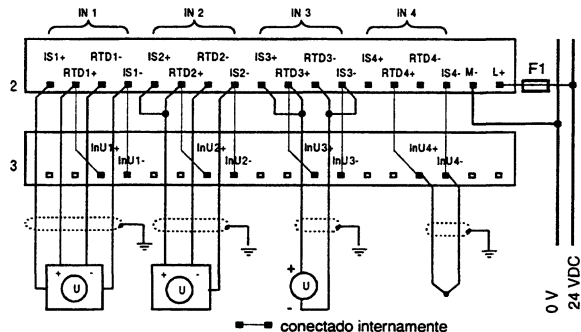 IN 1 IN 2 IN 3 IN 4
IS1+ RTD1- IS2+ RTD2- IS3+ RTD3- IS4+ RTD4-
RTD1+ IS1- RTD2+ IS2- RTD3+ IS3- RTD4+ IS4- M- L+ F1
2
InU1+ InU2+ InU3+ InU4+
InU1- InU2- InU3- InU4-
3
+ U - + U - + U -
0 V
24 VDC
conectado internamente